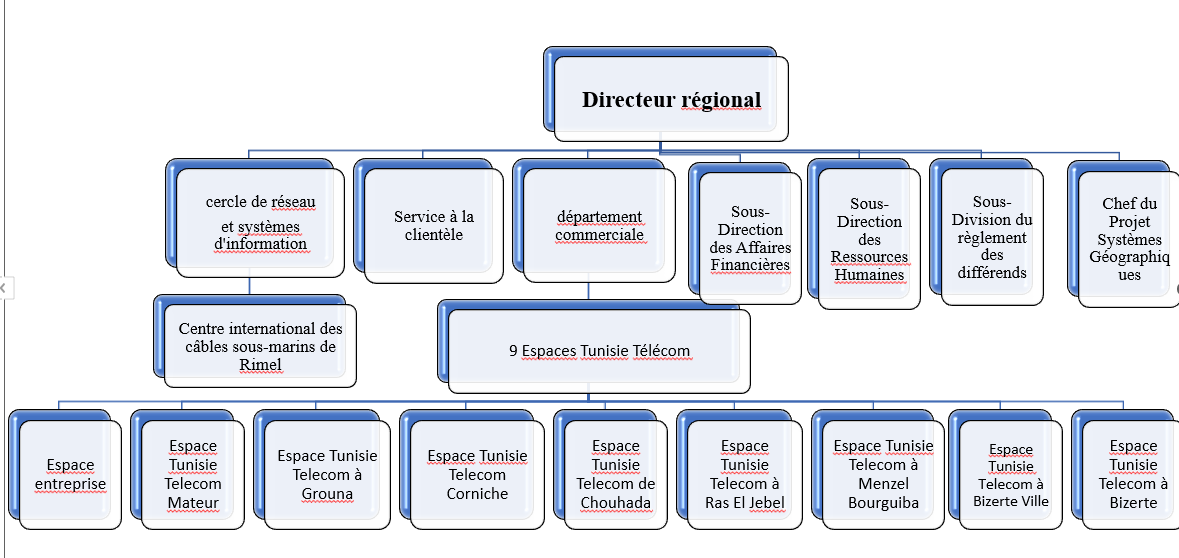 Directeur régional
cercle de réseau
et systèmes
d'information
Service à la
clientèle
département
commerciale
Sous-
Direction
des Affaires
Financières
Sous-
Direction
des
Ressources
Humaines
Sous-
Division du
règlement
des
différends
Chef du
Projet
Systèmes
Géographiq
ues
Centre international des
câbles sous-marins de
Rimel
9 Espaces Tunisie Télécom
Espace
entreprise
Espace
Tunisie
Telecom
Mateur
Espace Tunisie
Telecom à
Grouna
Espace Tunisie
Telecom
Corniche
Espace
Tunisie
Telecom de
Chouhada
Espace
Tunisie
Telecom à
Ras El Jebel
Espace Tunisie
Telecom à
Menzel
Bourguiba
Espace
Tunisie
Telecom à
Bizerte Ville
Espace
Tunisie
Telecom à
Bizerte